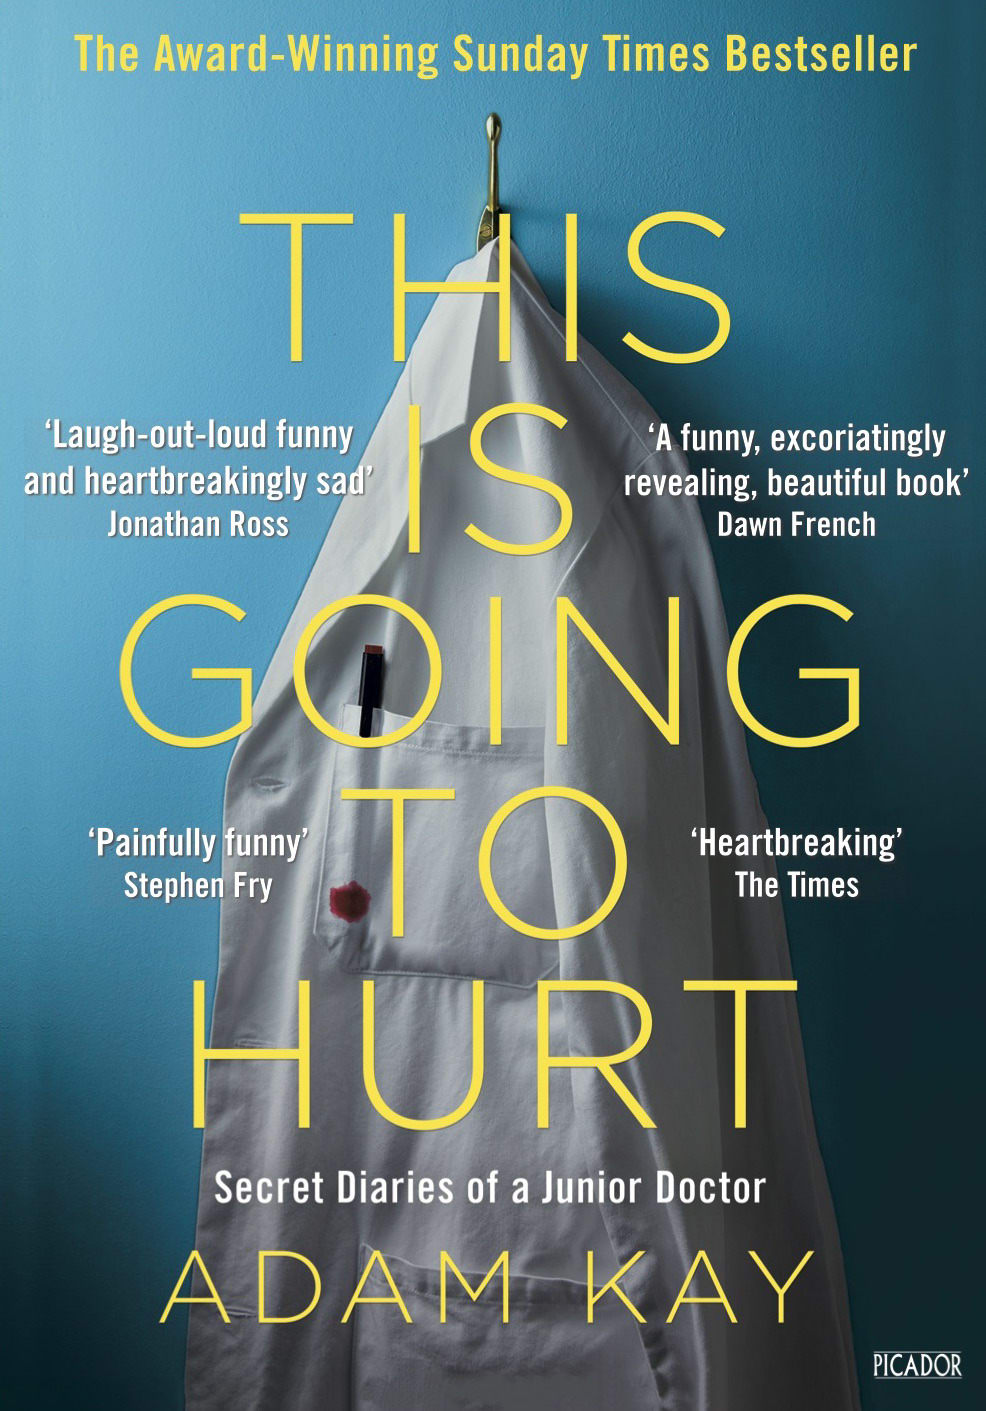 The Award-Winning Sunday Times Bestseller
THIS
IS
‘Laugh-out-loud funny
and heartbreakingly sad’
Jonathan Ross
‘A funny, excoriatingly
revealing, beautiful book’
Dawn French
GOING
TO
‘Painfully funny’
Stephen Fry
‘Heartbreaking’
The Times
HURT
Secret Diaries of a Junior Doctor
ADAM KAY
PICADOR